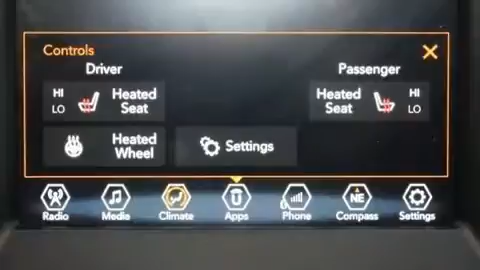 Controls
Driver
Passenger
HI
LO
Heated
Seat
Heated
Seat
HI
LO
Heated
Wheel
Settings
Radio
Media
Climate
Apps
Phone
NE
Compass
Settings